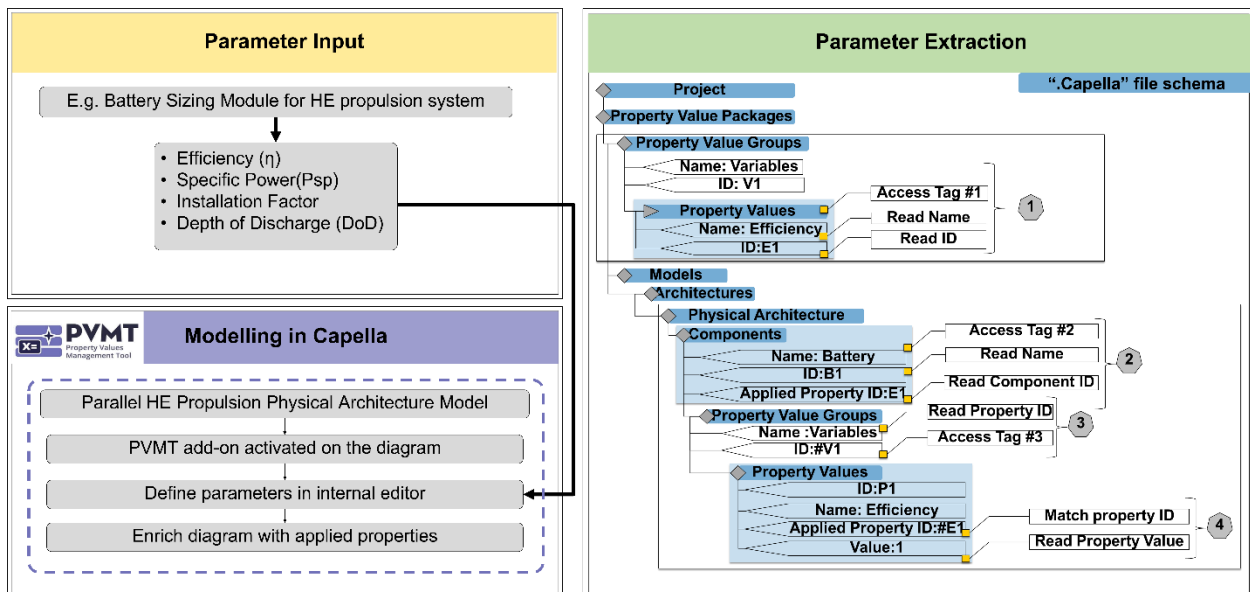 Parameter Input
E.g. Battery Sizing Module for HE propulsion system
• Efficiency (η)
• Specific Power(Psp)
• Installation Factor
• Depth of Discharge (DoD)
X=
PVMT
Property Values
Management Tool
Modelling in Capella
Parallel HE Propulsion Physical Architecture Model
PVMT add-on activated on the diagram
Define parameters in internal editor
Enrich diagram with applied properties
Parameter Extraction
“.Capella” file schema
Project
Property Value Packages
Property Value Groups
Name: Variables
ID: V1
Property Values
Name: Efficiency
ID:E1
Access Tag #1
Read Name
Read ID
1
Models
Architectures
Physical Architecture
Components
Name: Battery
ID:B1
Applied Property ID:E1
Access Tag #2
Read Name
Read Component ID
2
Property Value Groups
Name :Variables
ID:#V1
Read Property ID
Access Tag #3
3
Property Values
ID:P1
Name: Efficiency
Applied Property ID:#E1
Value:1
Match property ID
Read Property Value
4